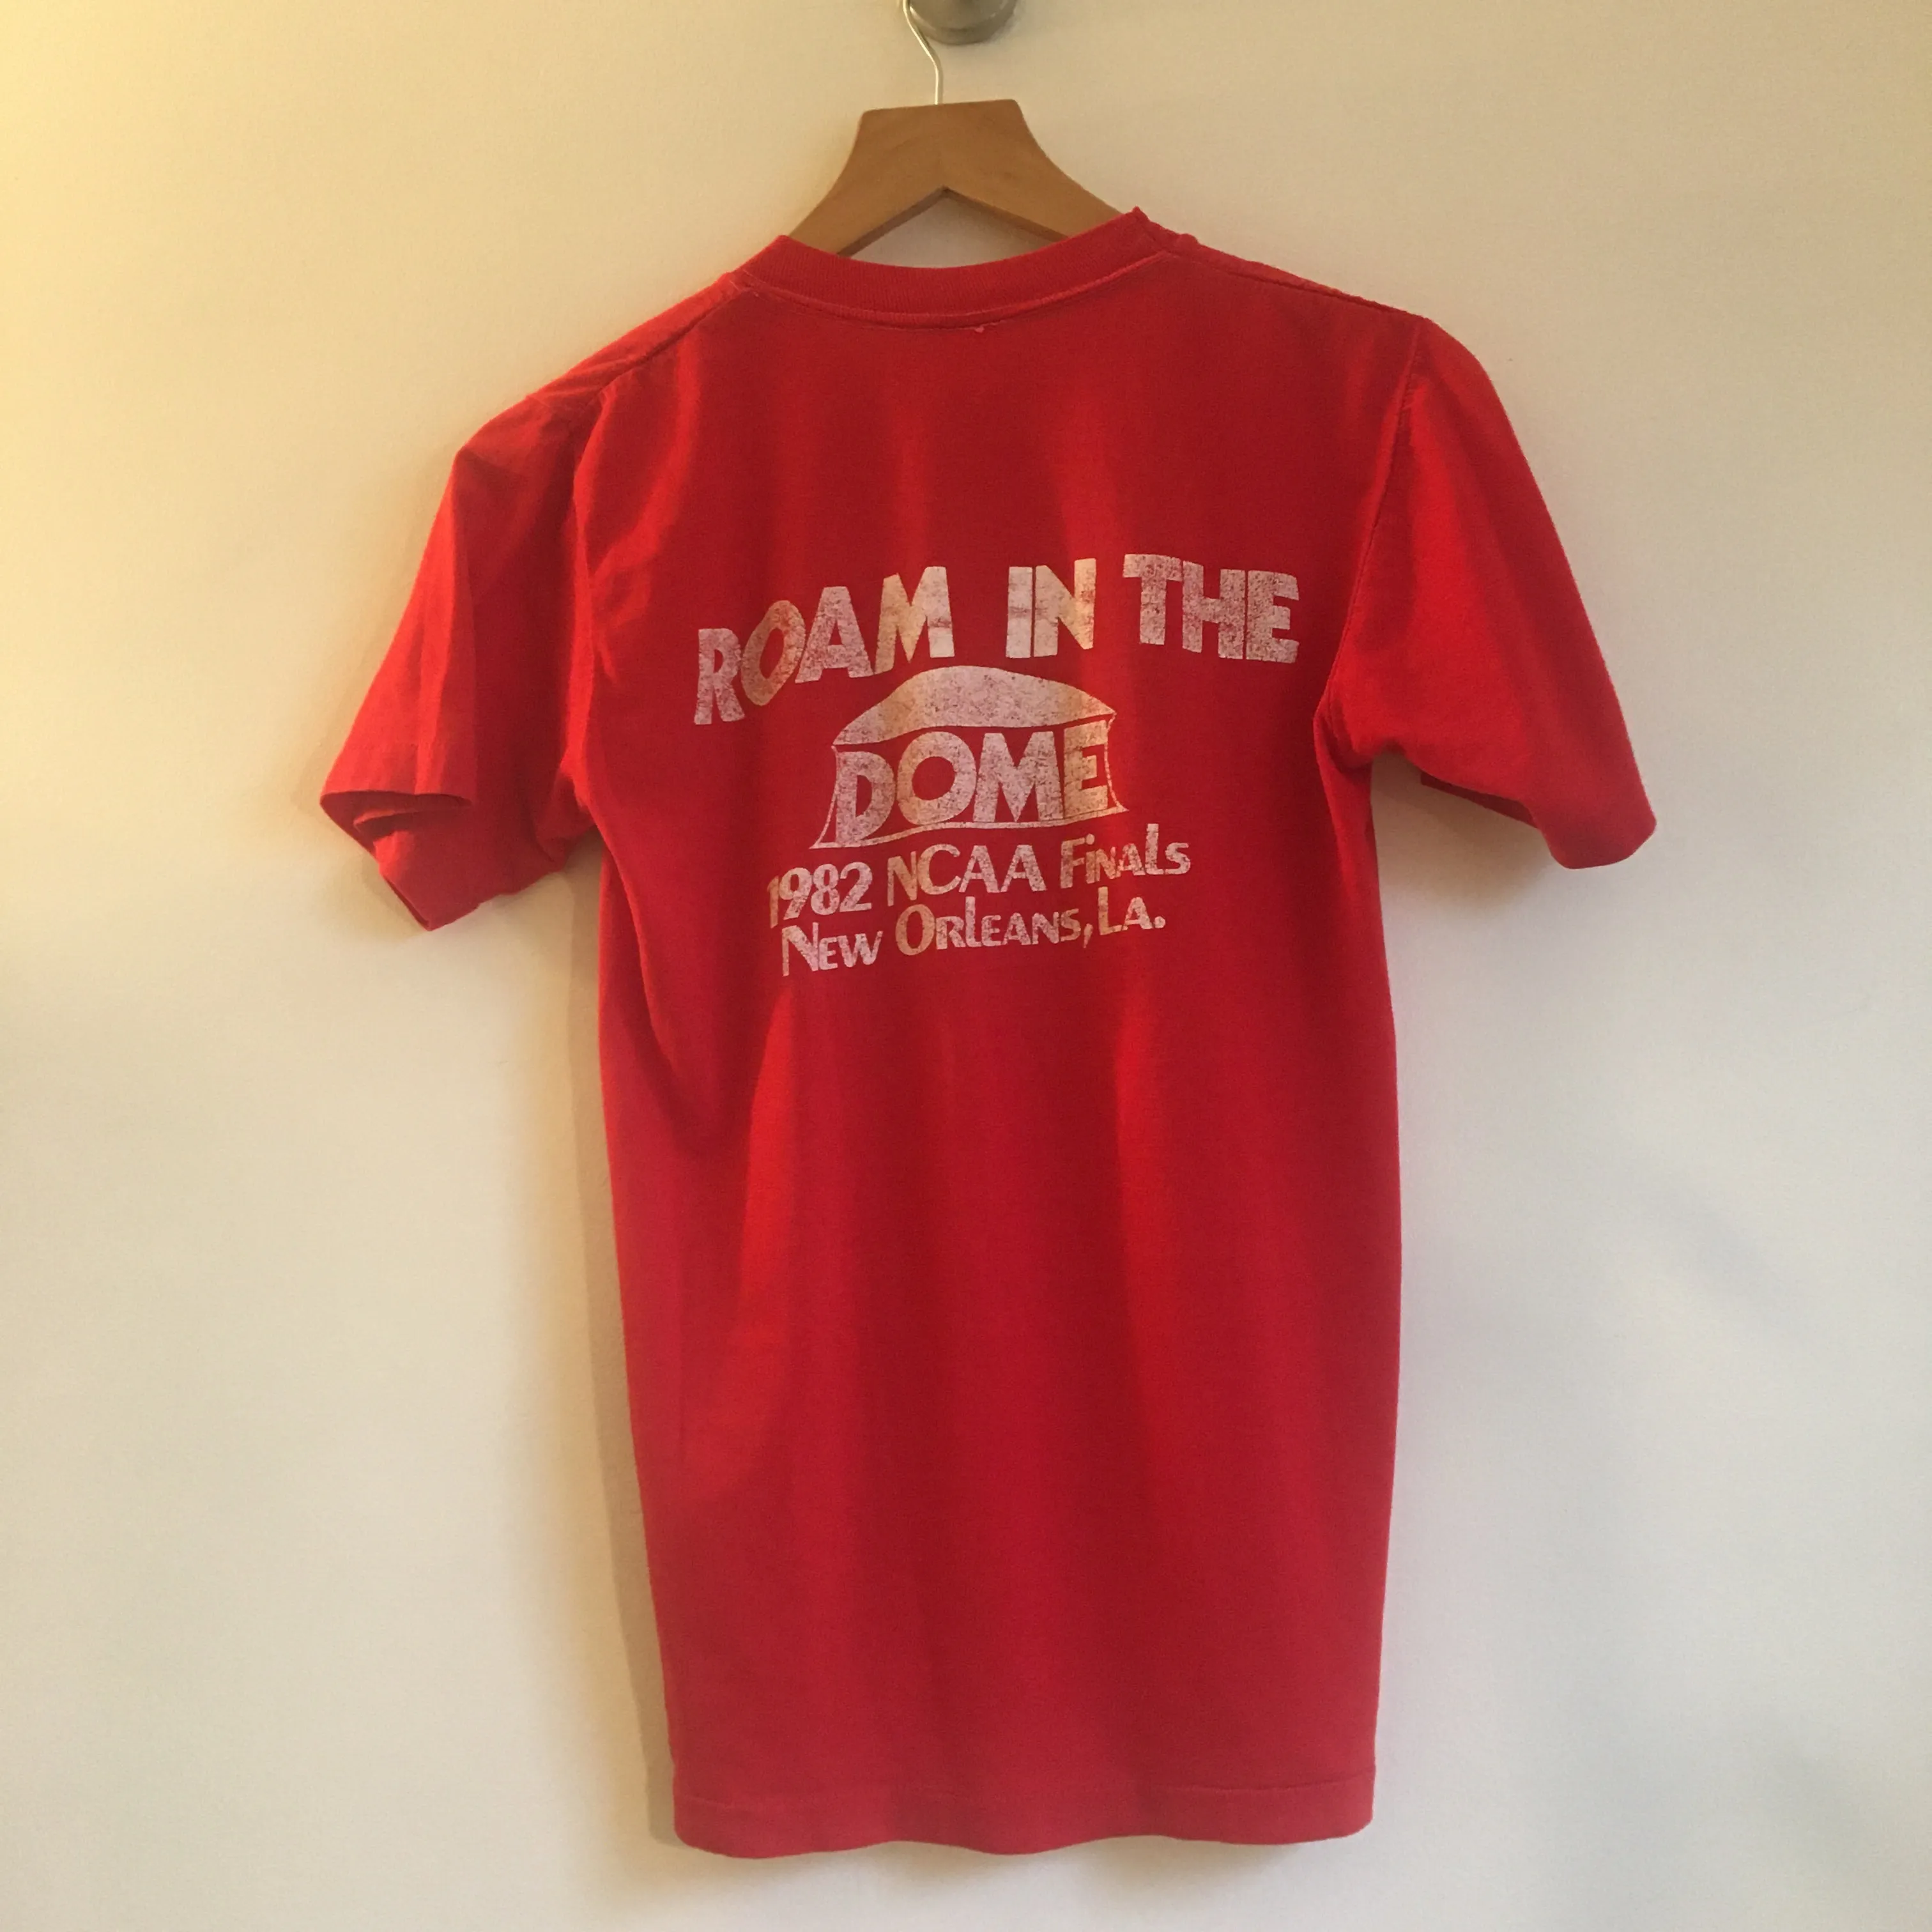 ROAM IN THE
DOME
1982 NCAA Finals
New Orleans, La.